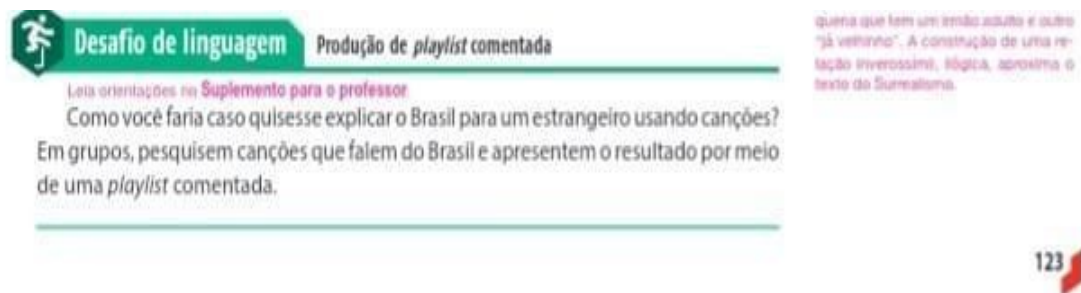 Desafio de linguagem Produção de playlist comentada
Leia orientações no Suplemento para o professor.
Como você faria caso quisesse explicar o Brasil para um estrangeiro usando canções?
Em grupos, pesquisem canções que falem do Brasil e apresentem o resultado por meio
de uma playlist comentada.
quena que tem um irmão adulto e outro
"já velhinho". A construção de uma re-
lação inverossímil, ilógica, aproxima o
texto do Surrealismo.
123